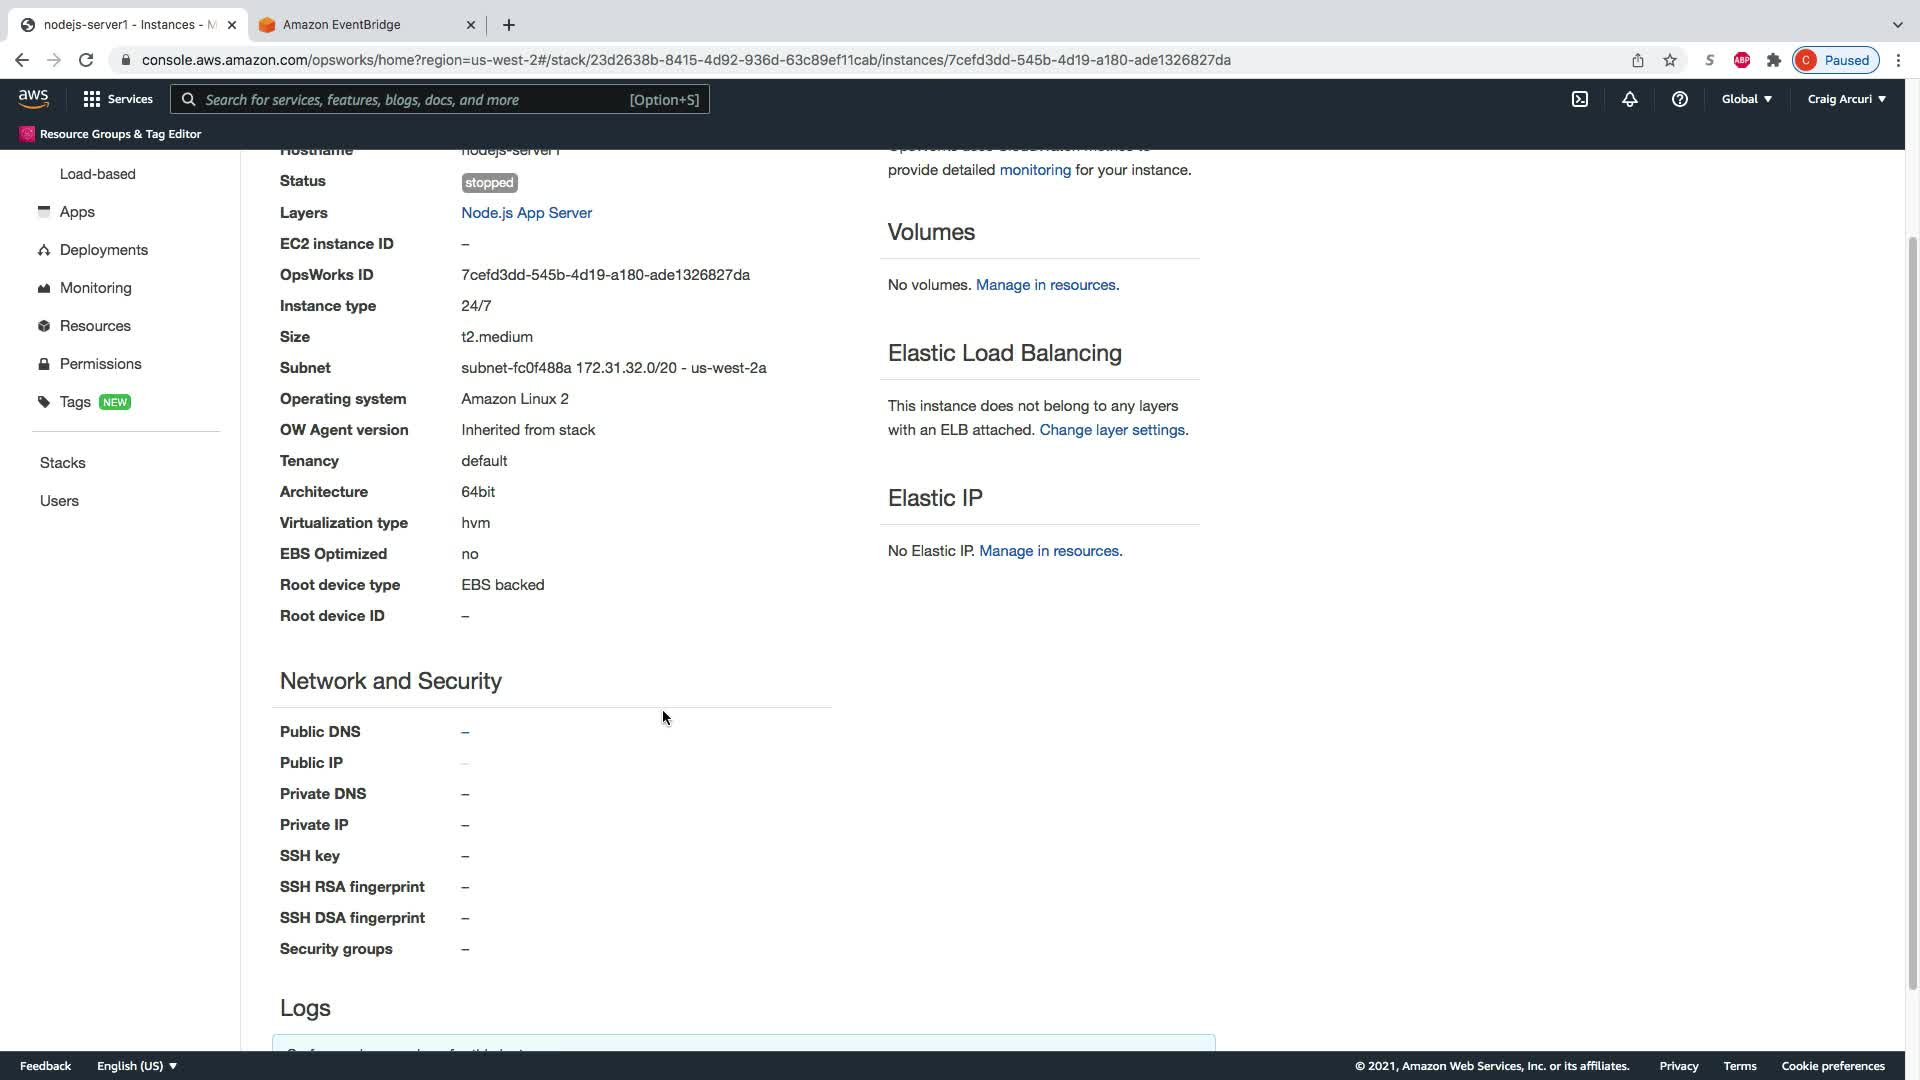 nodejs-server1 - Instances - M
Amazon EventBridge
console.aws.amazon.com/opsworks/home?region=us-west-2#/stack/23d2638b-8415-4d92-936d-63c89ef11cab/instances/7cefd3dd-545b-4d19-a180-ade1326827da
S
ABP
C Paused
aws
Services
Search for services, features, blogs, docs, and more [Option+S]
Global
Craig Arcuri
Resource Groups & Tag Editor
Load-based
Apps
Deployments
Monitoring
Resources
Permissions
Tags NEW
Stacks
Users
Hostname nodejs-server1
Status stopped
Layers Node.js App Server
EC2 instance ID –
OpsWorks ID 7cefd3dd-545b-4d19-a180-ade1326827da
Instance type 24/7
Size t2.medium
Subnet subnet-fc0f488a 172.31.32.0/20 - us-west-2a
Operating system Amazon Linux 2
OW Agent version Inherited from stack
Tenancy default
Architecture 64bit
Virtualization type hvm
EBS Optimized no
Root device type EBS backed
Root device ID –
Network and Security
Public DNS –
Public IP –
Private DNS –
Private IP –
SSH key –
SSH RSA fingerprint –
SSH DSA fingerprint –
Security groups –
Logs
provide detailed monitoring for your instance.
Volumes
No volumes. Manage in resources.
Elastic Load Balancing
This instance does not belong to any layers
with an ELB attached. Change layer settings.
Elastic IP
No Elastic IP. Manage in resources.
Feedback
English (US)
© 2021, Amazon Web Services, Inc. or its affiliates.
Privacy
Terms
Cookie preferences